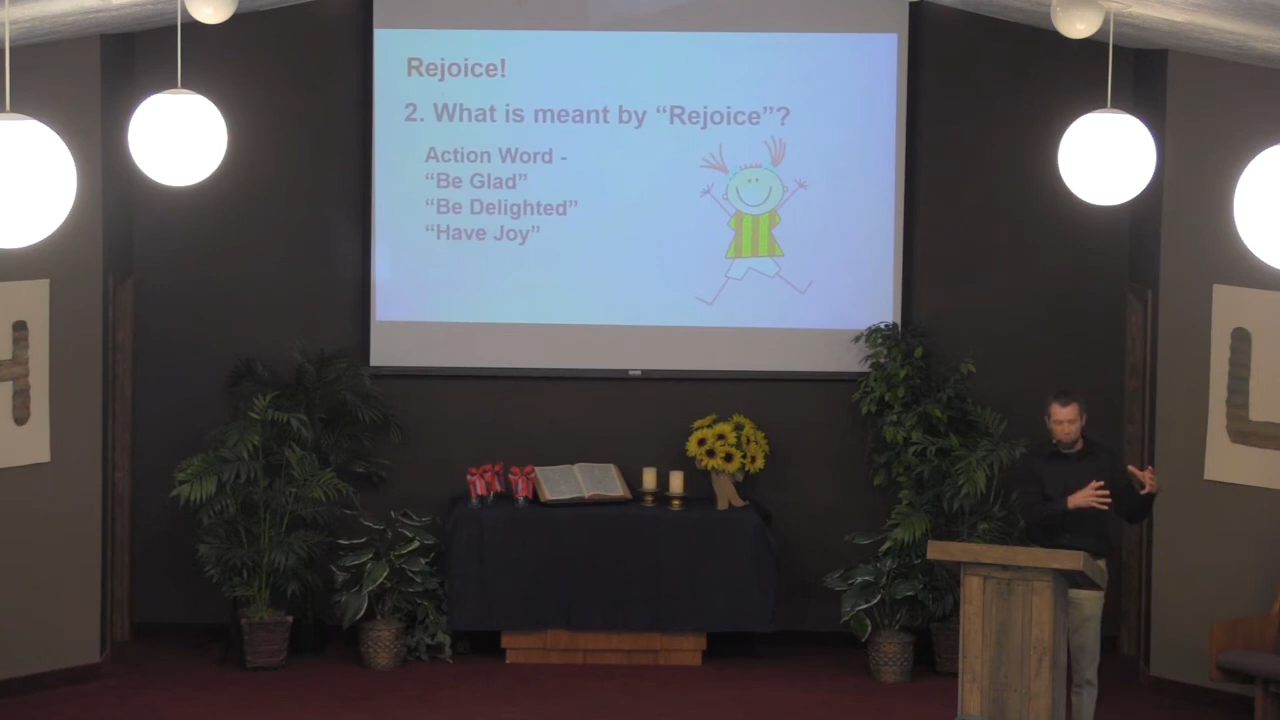 Rejoice!
2. What is meant by “Rejoice”?
Action Word -
“Be Glad”
“Be Delighted”
“Have Joy”
H
L